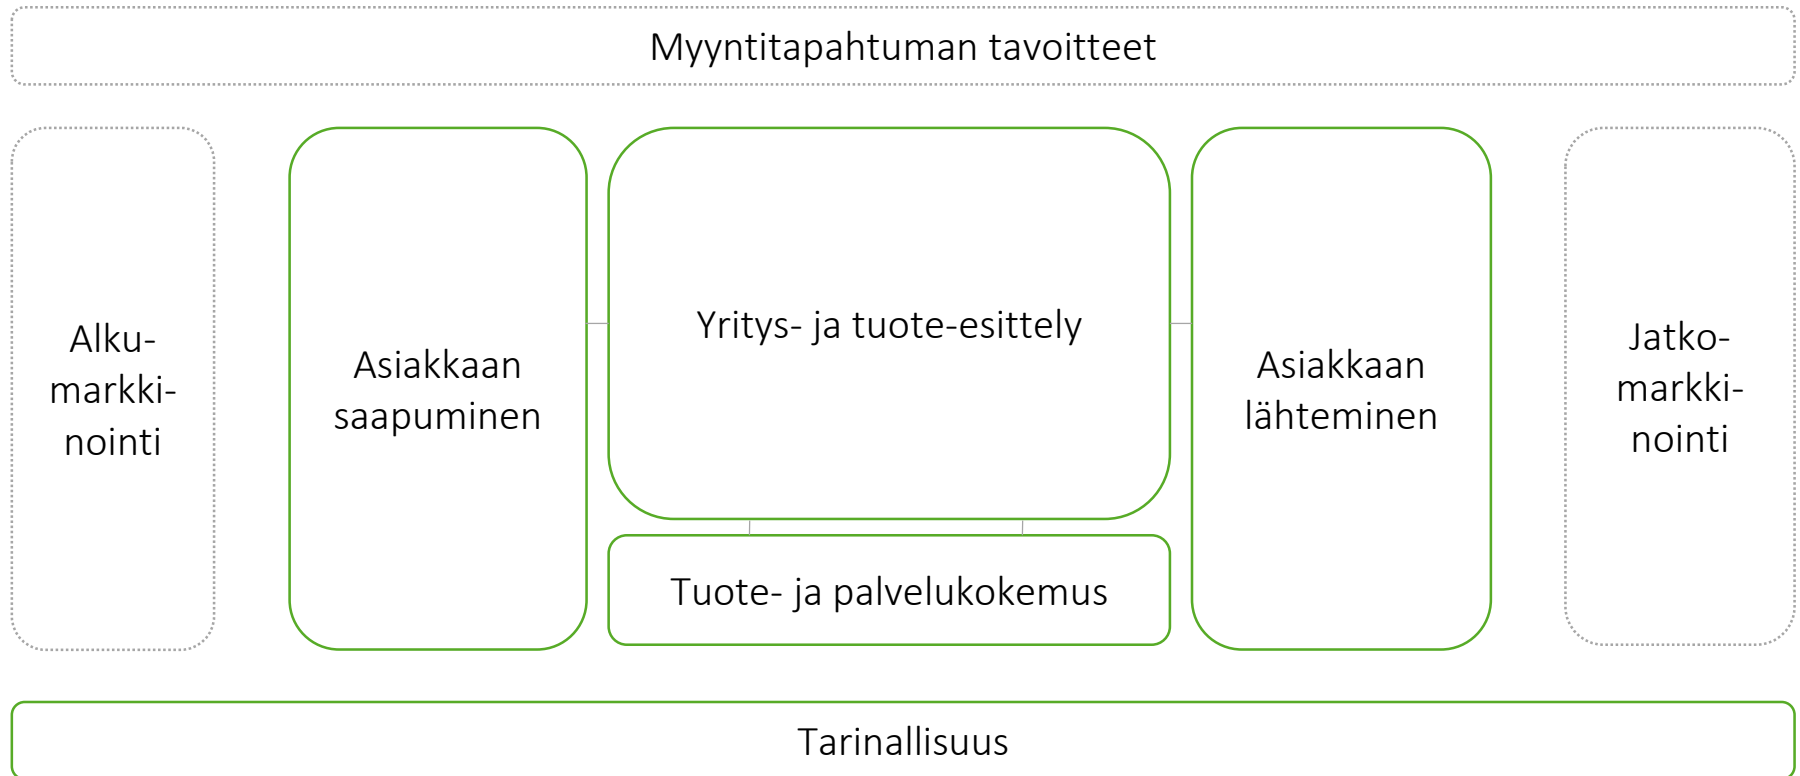 Myyntitapahtuman tavoitteet
Alku-
markki-
nointi
Asiakkaan
saapuminen
Yritys- ja tuote-esittely
Tuote- ja palvelukokemus
Asiakkaan
lähteminen
Jatko-
markki-
nointi
Tarinallisuus